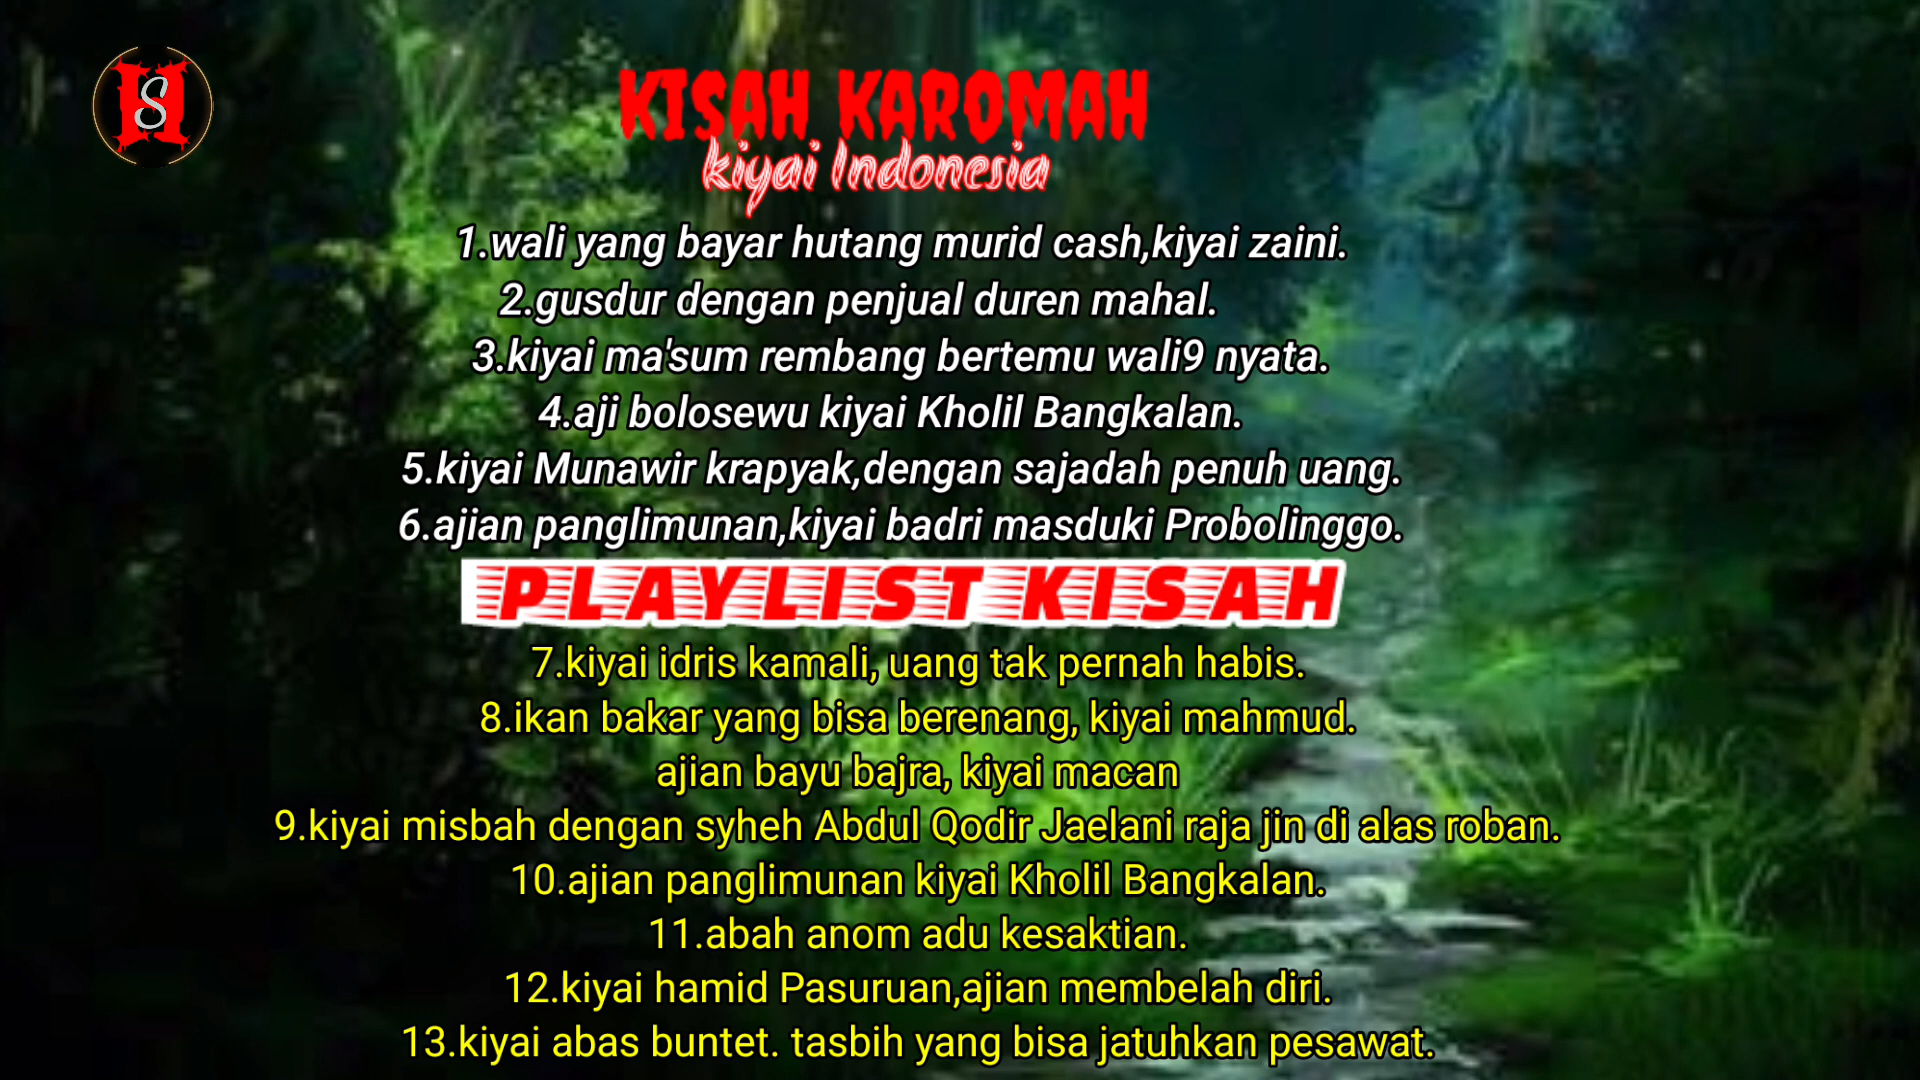 HS
KISAH KAROMAH
kiyai Indonesia
1.wali yang bayar hutang murid cash,kiyai zaini.
2.gusdur dengan penjual duren mahal.
3.kiyai ma'sum rembang bertemu wali9 nyata.
4.aji bolosewu kiyai Kholil Bangkalan.
5.kiyai Munawir krapyak,dengan sajadah penuh uang.
6.ajian panglimunan,kiyai badri masduki Probolinggo.
PLAYLIST KISAH
7.kiyai idris kamali, uang tak pernah habis.
8.ikan bakar yang bisa berenang, kiyai mahmud.
ajian bayu bajra, kiyai macan
9.kiyai misbah dengan syheh Abdul Qodir Jaelani raja jin di alas roban.
10.ajian panglimunan kiyai Kholil Bangkalan.
11.abah anom adu kesaktian.
12.kiyai hamid Pasuruan,ajian membelah diri.
13.kiyai abas buntet. tasbih yang bisa jatuhkan pesawat.